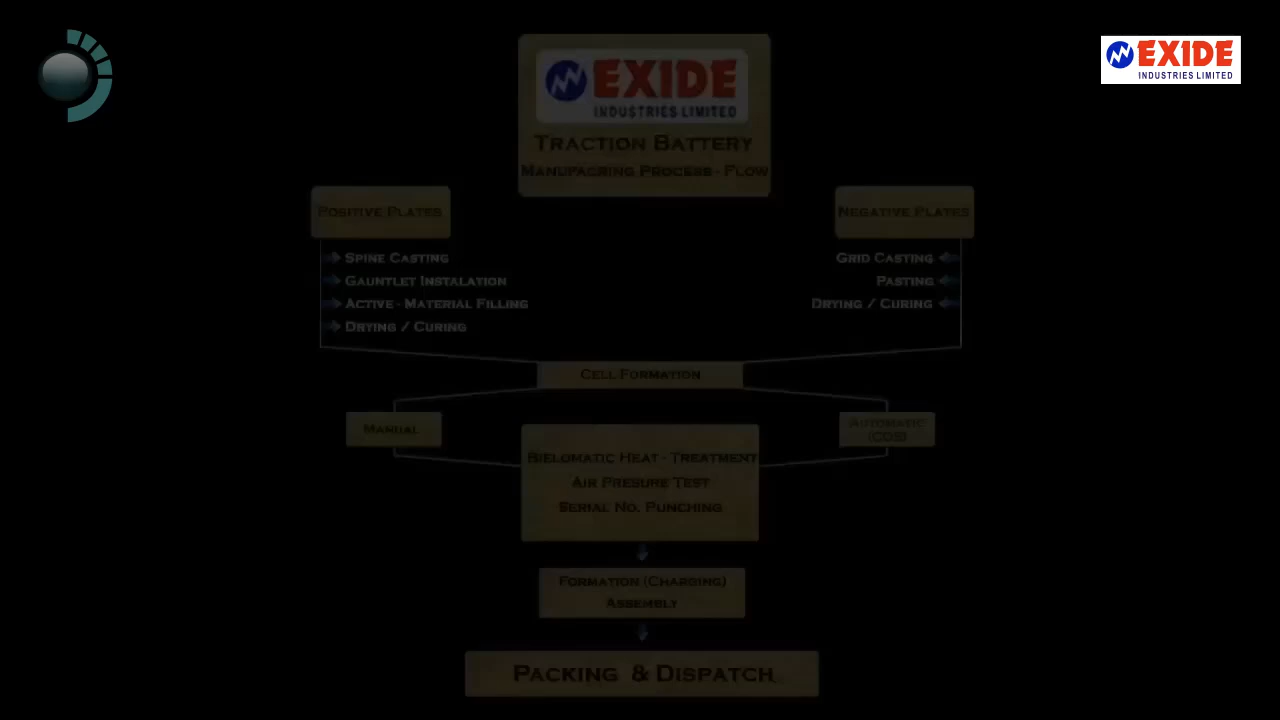 EXIDE
INDUSTRIES LIMITED
EXIDE
INDUSTRIES LIMITED
TRACTION BATTERY
MANUFACRING PROCESS - FLOW
POSITIVE PLATES
NEGATIVE PLATES
SPINE CASTING
GAUNTLET INSTALATION
ACTIVE - MATERIAL FILLING
DRYING / CURING
GRID CASTING
PASTING
DRYING / CURING
CELL FORMATION
MANUAL
AUTOMATIC
(COS)
BIELOMATIC HEAT - TREATMENT
AIR PRESURE TEST
SERIAL NO. PUNCHING
FORMATION (CHARGING)
ASSEMBLY
PACKING & DISPATCH